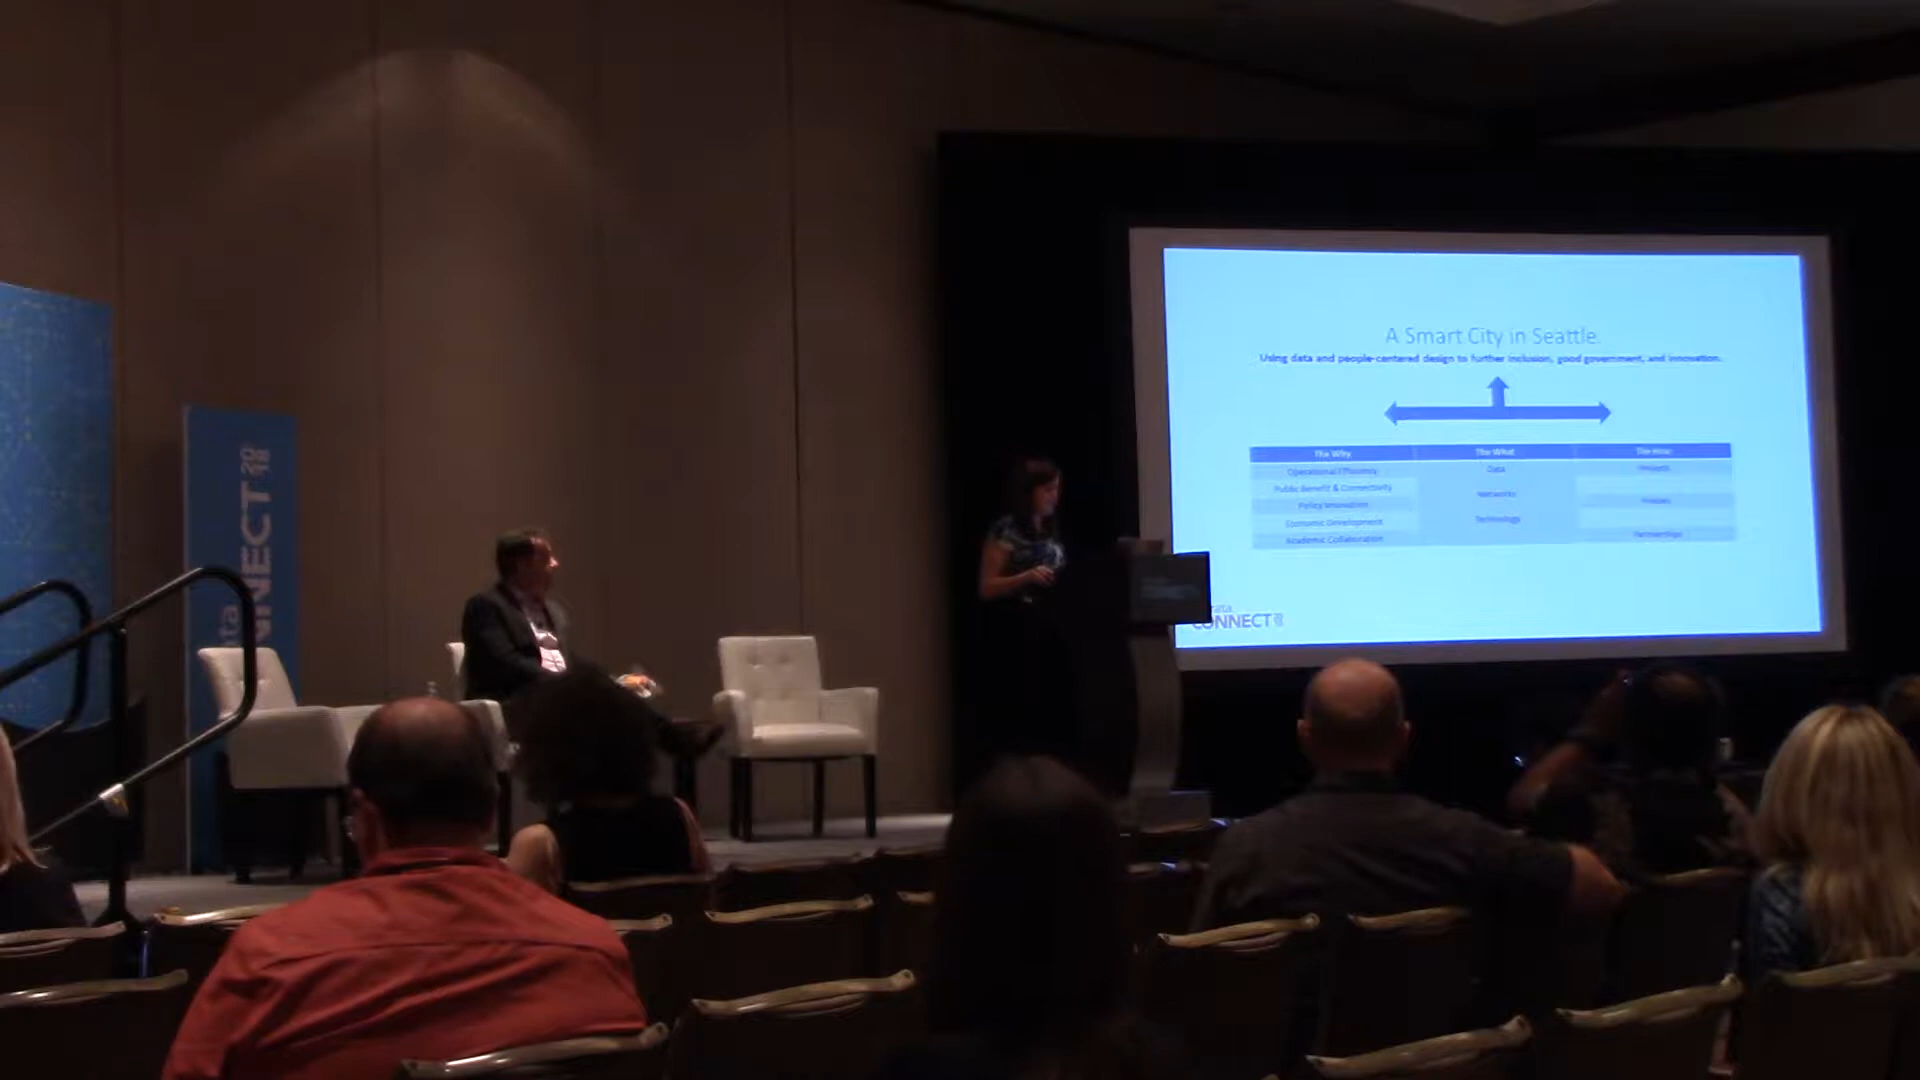 A Smart City in Seattle
Using data and people-centered design to further inclusion, good government, and innovation.
The Why The What The How
Operational Efficiency Data Projects
Public Benefit & Connectivity Networks
Policy Innovation
Economic Development Technology
Academic Collaboration Partnerships
CONNECT
CONNECT 20